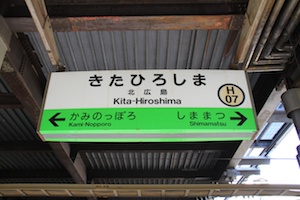 きたひろしま
北広島
Kita-Hiroshima
H
07
かみのっぽろ
Kami-Nopporo
しままつ
Shimamatsu